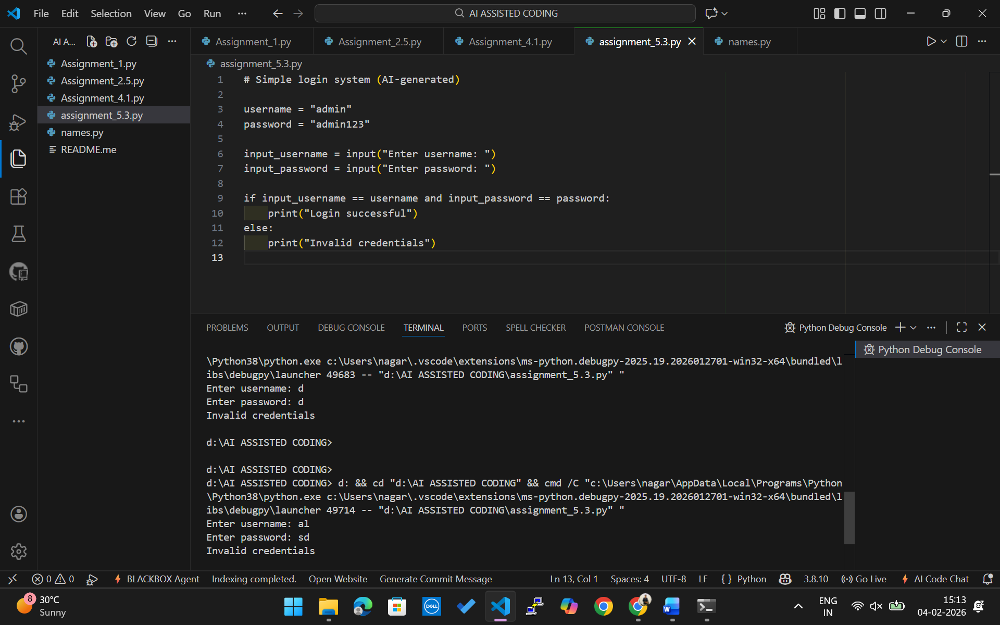 File Edit Selection View Go Run ··· AI ASSISTED CODING
AI A...
Assignment_1.py Assignment_2.5.py Assignment_4.1.py assignment_5.3.py names.py
Assignment_1.py
Assignment_2.5.py
Assignment_4.1.py
assignment_5.3.py
names.py
README.me
assignment_5.3.py
1 # Simple login system (AI-generated)
2
3 username = "admin"
4 password = "admin123"
5
6 input_username = input("Enter username: ")
7 input_password = input("Enter password: ")
8
9 if input_username == username and input_password == password:
10 print("Login successful")
11 else:
12 print("Invalid credentials")
13
PROBLEMS OUTPUT DEBUG CONSOLE TERMINAL PORTS SPELL CHECKER POSTMAN CONSOLE Python Debug Console
Python Debug Console
\Python38\python.exe c:\Users\nagar\.vscode\extensions\ms-python.debugpy-2025.19.2026012701-win32-x64\bundled\l
ibs\debugpy\launcher 49683 -- "d:\AI ASSISTED CODING\assignment_5.3.py" "
Enter username: d
Enter password: d
Invalid credentials
d:\AI ASSISTED CODING>
d:\AI ASSISTED CODING>
d:\AI ASSISTED CODING> d: && cd "d:\AI ASSISTED CODING" && cmd /C "c:\Users\nagar\AppData\Local\Programs\Python
\Python38\python.exe c:\Users\nagar\.vscode\extensions\ms-python.debugpy-2025.19.2026012701-win32-x64\bundled\l
ibs\debugpy\launcher 49714 -- "d:\AI ASSISTED CODING\assignment_5.3.py" "
Enter username: al
Enter password: sd
Invalid credentials
0 0 BLACKBOX Agent Indexing completed. Open Website Generate Commit Message Ln 13, Col 1 Spaces: 4 UTF-8 LF { } Python 3.8.10 Go Live AI Code Chat
8 30°C
Sunny
DELL
ENG
IN
15:13
04-02-2026